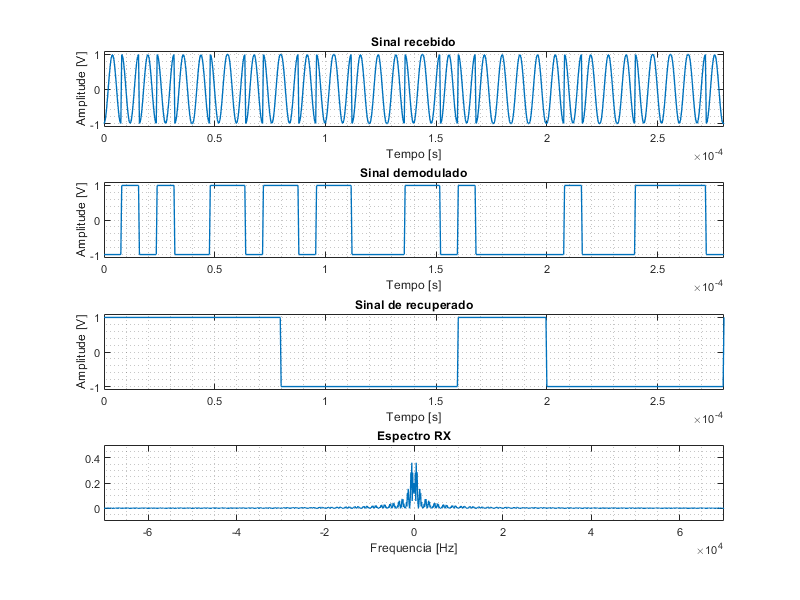 Sinal recebido
Amplitude [V]
1
0
-1
0 0.5 1 1.5 2 2.5
Tempo [s]
×10-4
Sinal demodulado
Amplitude [V]
1
0
-1
0 0.5 1 1.5 2 2.5
Tempo [s]
×10-4
Sinal de recuperado
Amplitude [V]
1
0
-1
0 0.5 1 1.5 2 2.5
Tempo [s]
×10-4
Espectro RX
0.4
0.2
0
-6 -4 -2 0 2 4 6
Frequencia [Hz]
×104